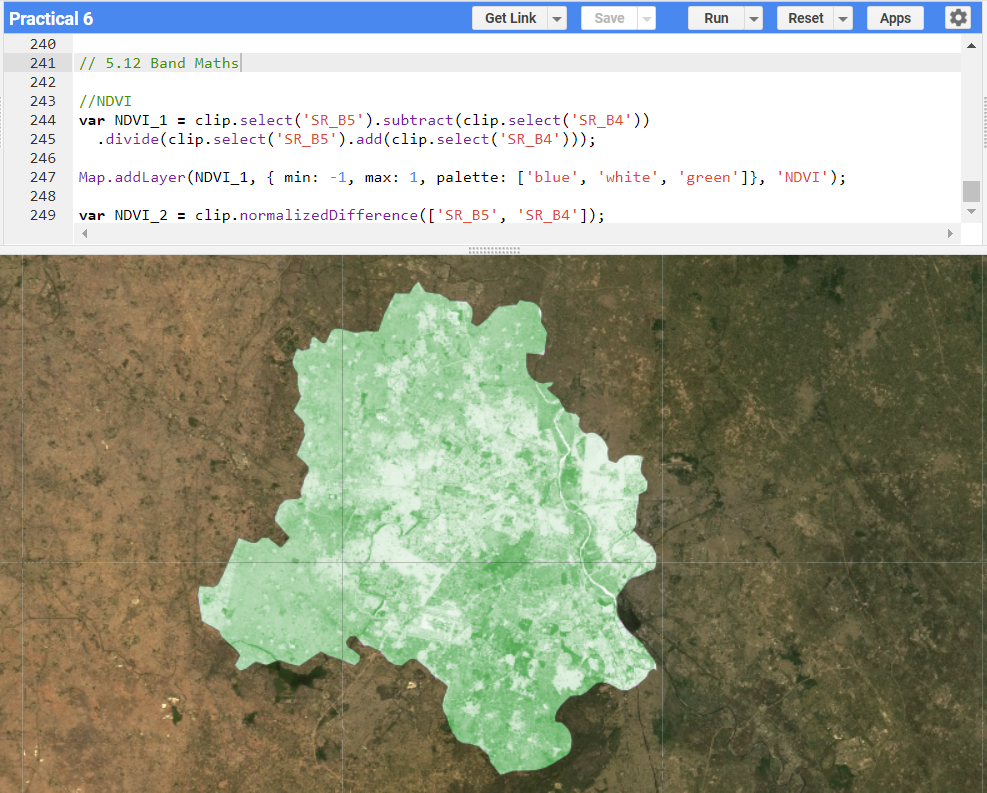 Practical 6
Get Link
Save
Run
Reset
Apps
240
241 // 5.12 Band Maths
242
243 //NDVI
244 var NDVI_1 = clip.select('SR_B5').subtract(clip.select('SR_B4'))
245   .divide(clip.select('SR_B5').add(clip.select('SR_B4')));
246
247 Map.addLayer(NDVI_1, { min: -1, max: 1, palette: ['blue', 'white', 'green']}, 'NDVI');
248
249 var NDVI_2 = clip.normalizedDifference(['SR_B5', 'SR_B4']);